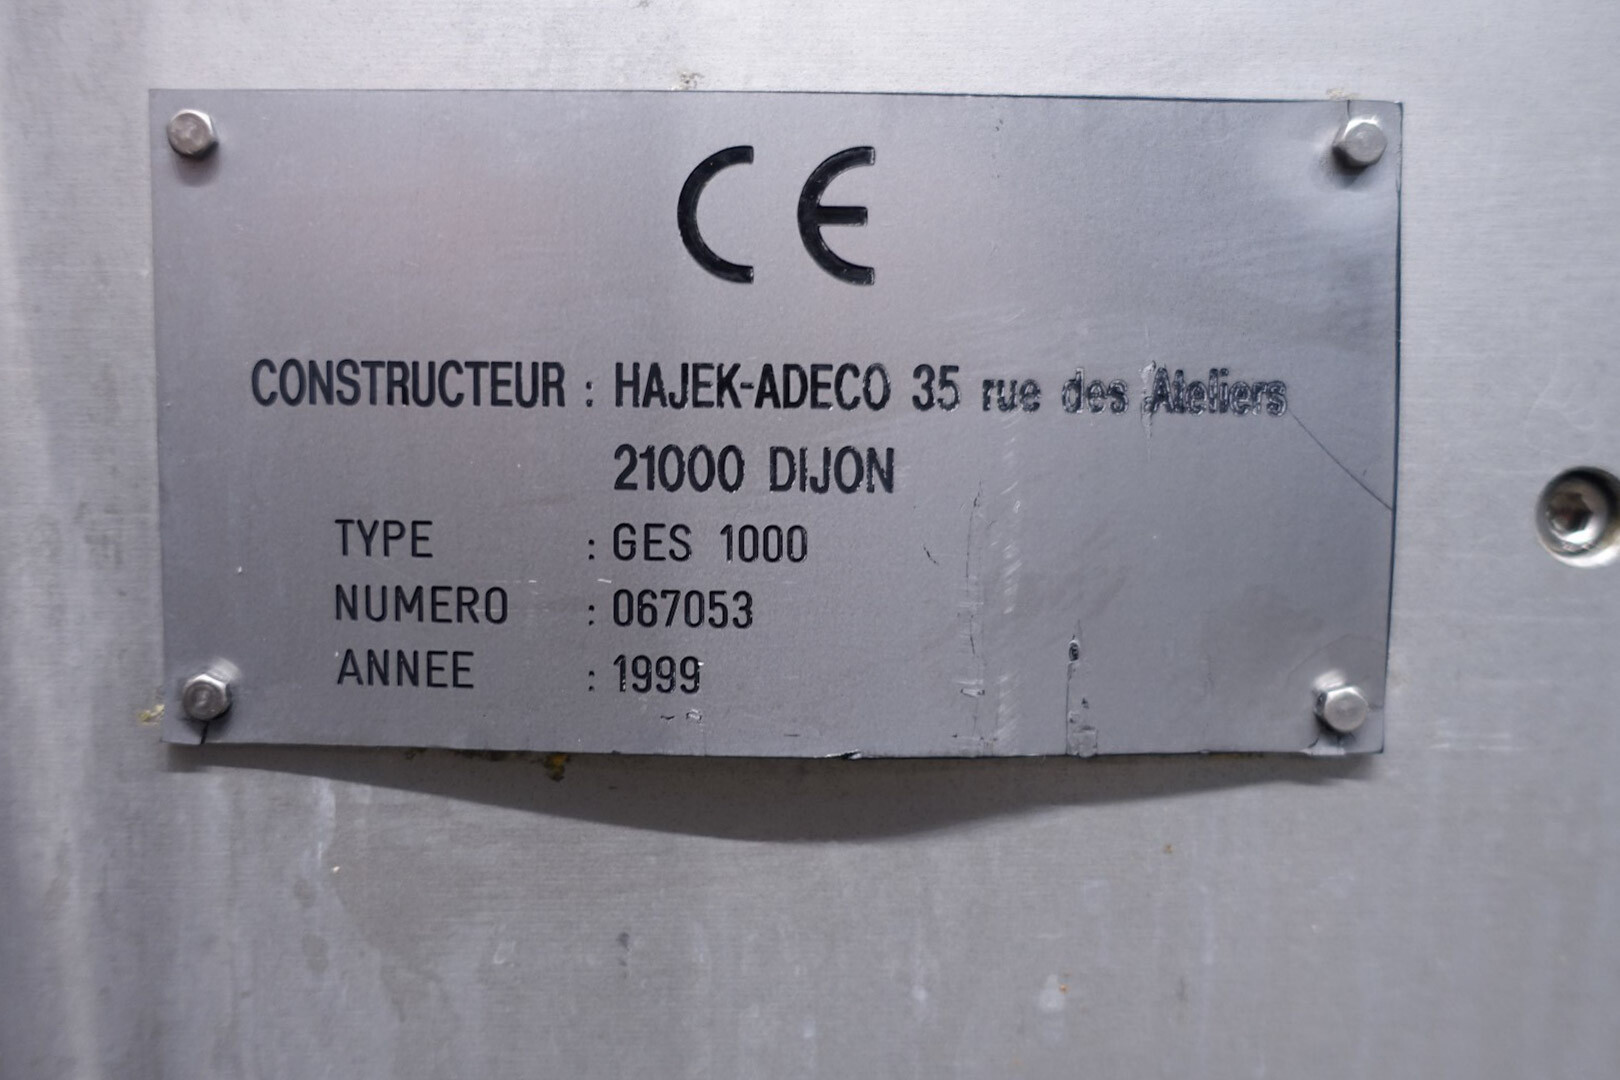 CE
CONSTRUCTEUR : HAJEK-ADECO 35 rue des Ateliers
21000 DIJON
TYPE : GES 1000
NUMERO : 067053
ANNEE : 1999